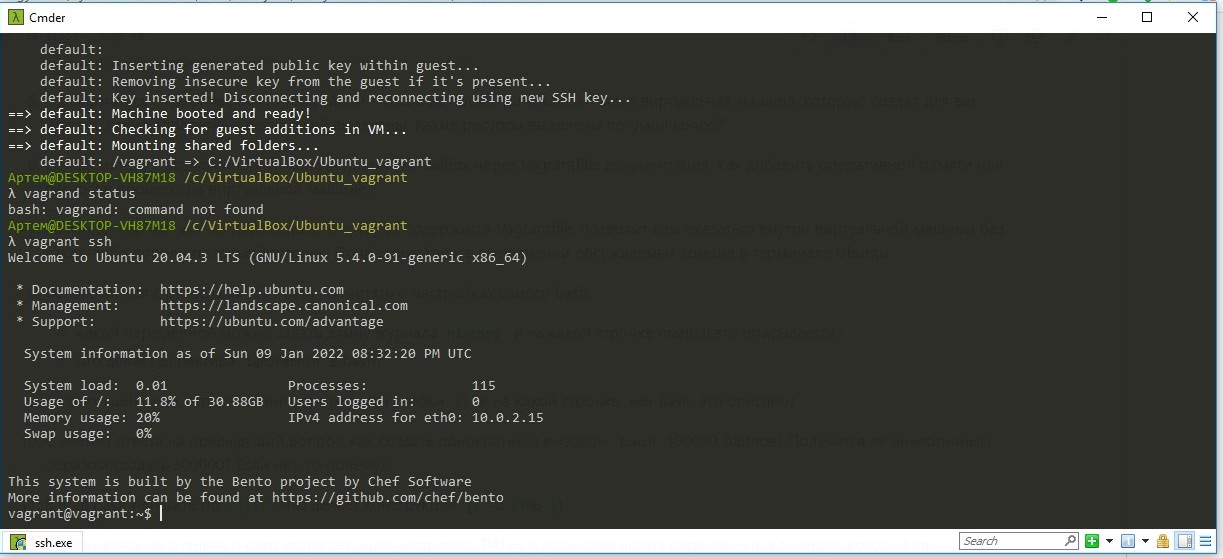 Cmder
default:
default: Inserting generated public key within guest...
default: Removing insecure key from the guest if it's present...
default: Key inserted! Disconnecting and reconnecting using new SSH key...
==> default: Machine booted and ready!
==> default: Checking for guest additions in VM...
==> default: Mounting shared folders...
default: /vagrant => C:/VirtualBox/Ubuntu_vagrant
Артем@DESKTOP-VH87M18 /c/VirtualBox/Ubuntu_vagrant
λ vagrand status
bash: vagrand: command not found
Артем@DESKTOP-VH87M18 /c/VirtualBox/Ubuntu_vagrant
λ vagrant ssh
Welcome to Ubuntu 20.04.3 LTS (GNU/Linux 5.4.0-91-generic x86_64)
* Documentation: https://help.ubuntu.com
* Management: https://landscape.canonical.com
* Support: https://ubuntu.com/advantage
System information as of Sun 09 Jan 2022 08:32:20 PM UTC
System load: 0.01 Processes: 115
Usage of /: 11.8% of 30.88GB Users logged in: 0
Memory usage: 20% IPv4 address for eth0: 10.0.2.15
Swap usage: 0%
This system is built by the Bento project by Chef Software
More information can be found at https://github.com/chef/bento
vagrant@vagrant:~$
ssh.exe Search